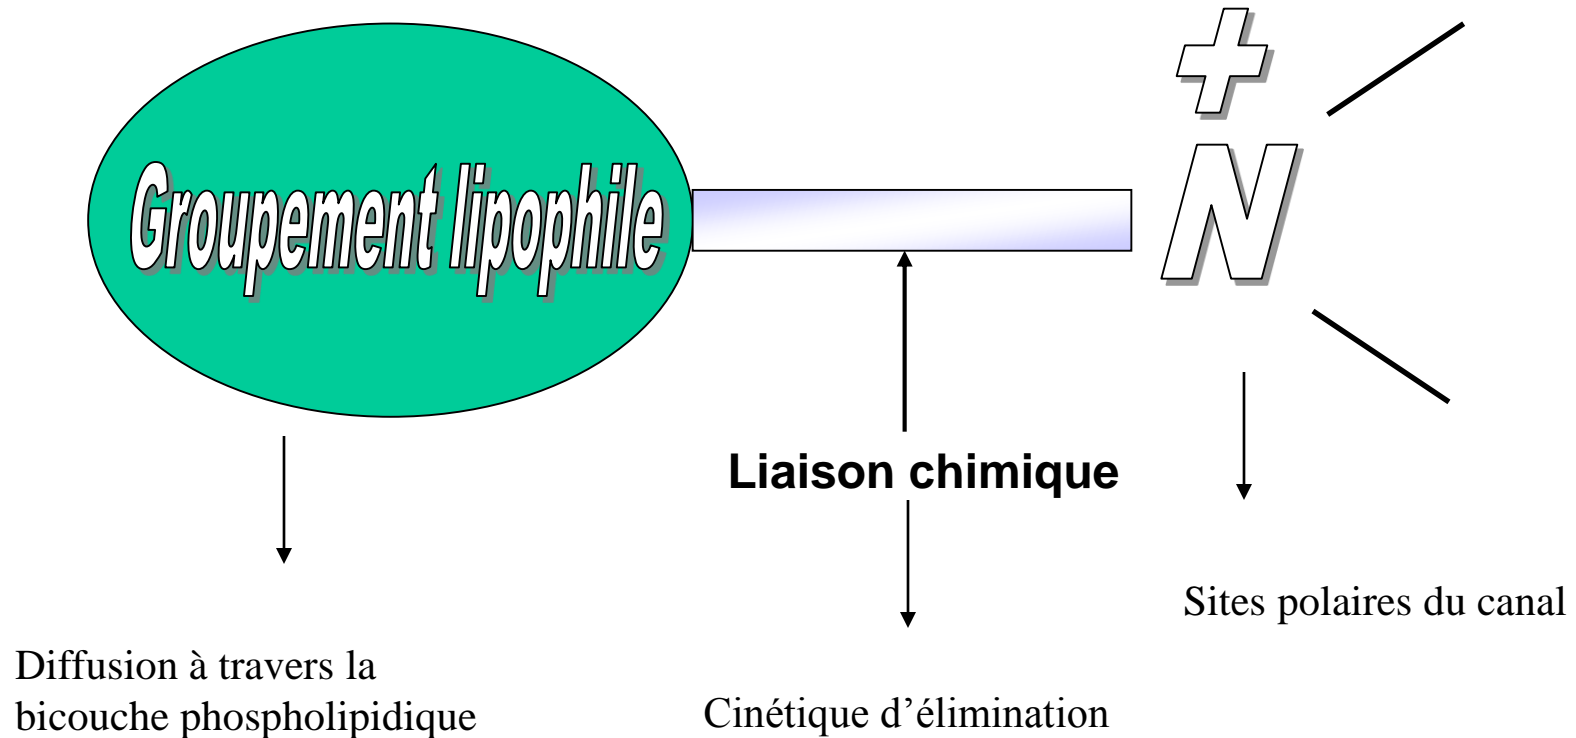 +
N
Groupement lipophile
Liaison chimique
Sites polaires du canal
Diffusion à travers la
bicouche phospholipidique
Cinétique d’élimination